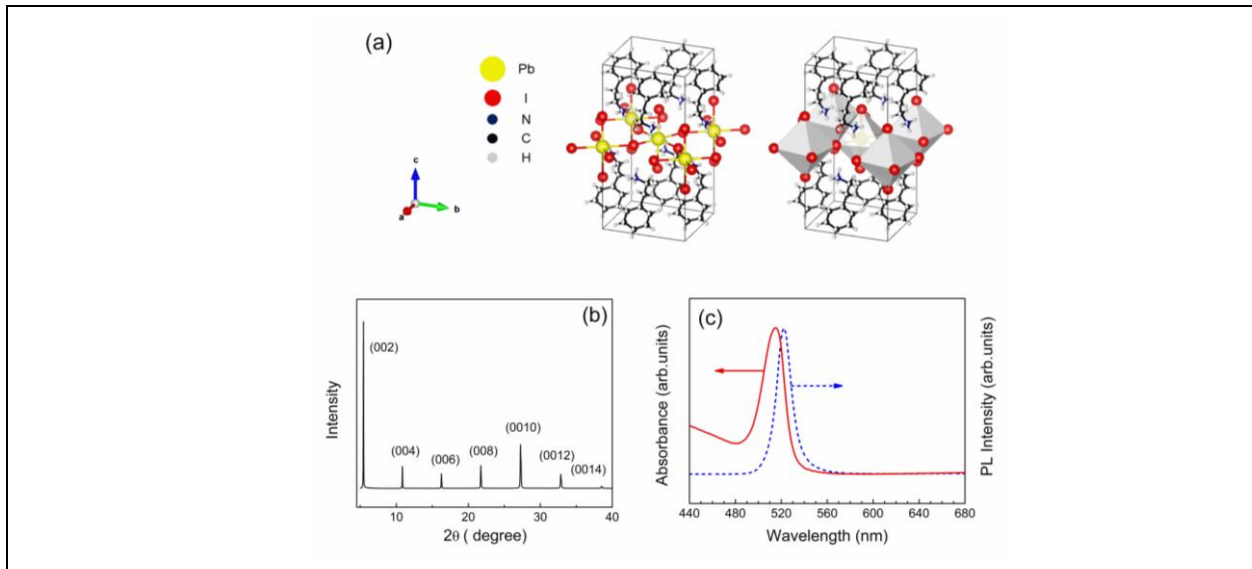 (a)
Pb
I
N
C
H
c
a
b
(b)
(002)
(004)
(006)
(008)
(0010)
(0012)
(0014)
Intensity
10 20 30 40
2θ ( degree)
(c)
Absorbance (arb.units)
PL Intensity (arb.units)
440 480 520 560 600 640 680
Wavelength (nm)